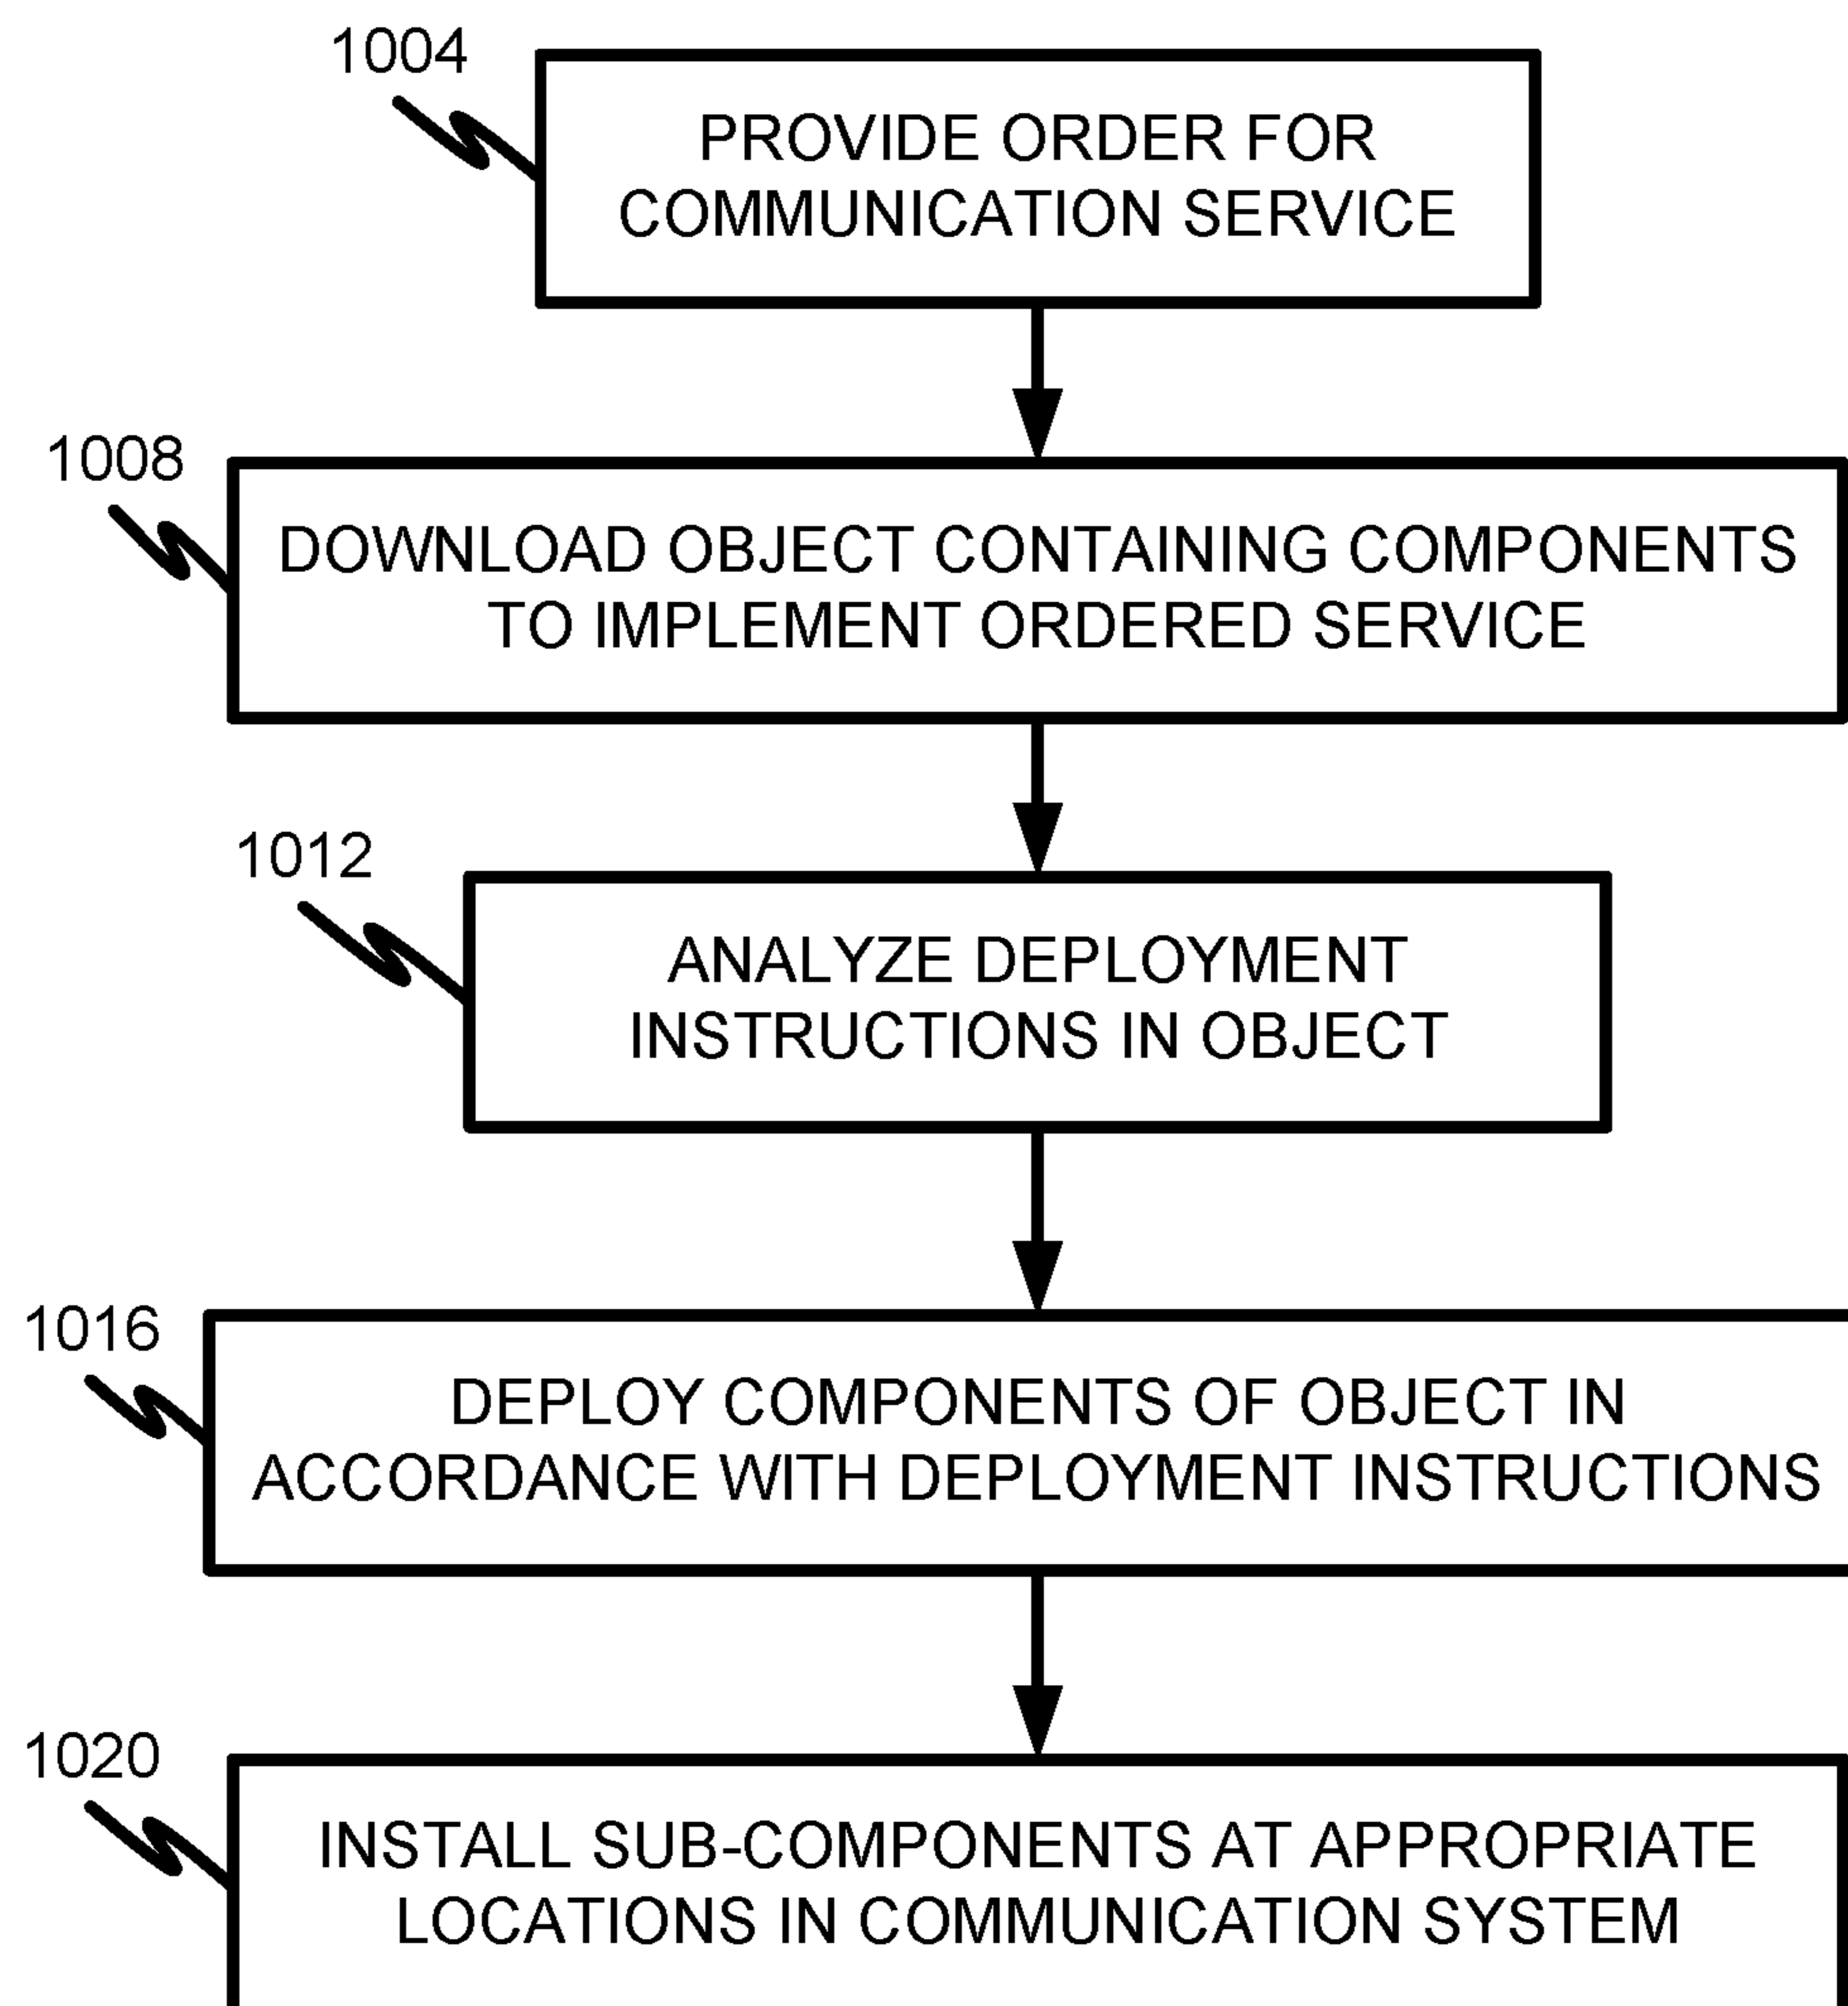 1004
PROVIDE ORDER FOR
COMMUNICATION SERVICE
1008
DOWNLOAD OBJECT CONTAINING COMPONENTS
TO IMPLEMENT ORDERED SERVICE
1012
ANALYZE DEPLOYMENT
INSTRUCTIONS IN OBJECT
1016
DEPLOY COMPONENTS OF OBJECT IN
ACCORDANCE WITH DEPLOYMENT INSTRUCTIONS
1020
INSTALL SUB-COMPONENTS AT APPROPRIATE
LOCATIONS IN COMMUNICATION SYSTEM